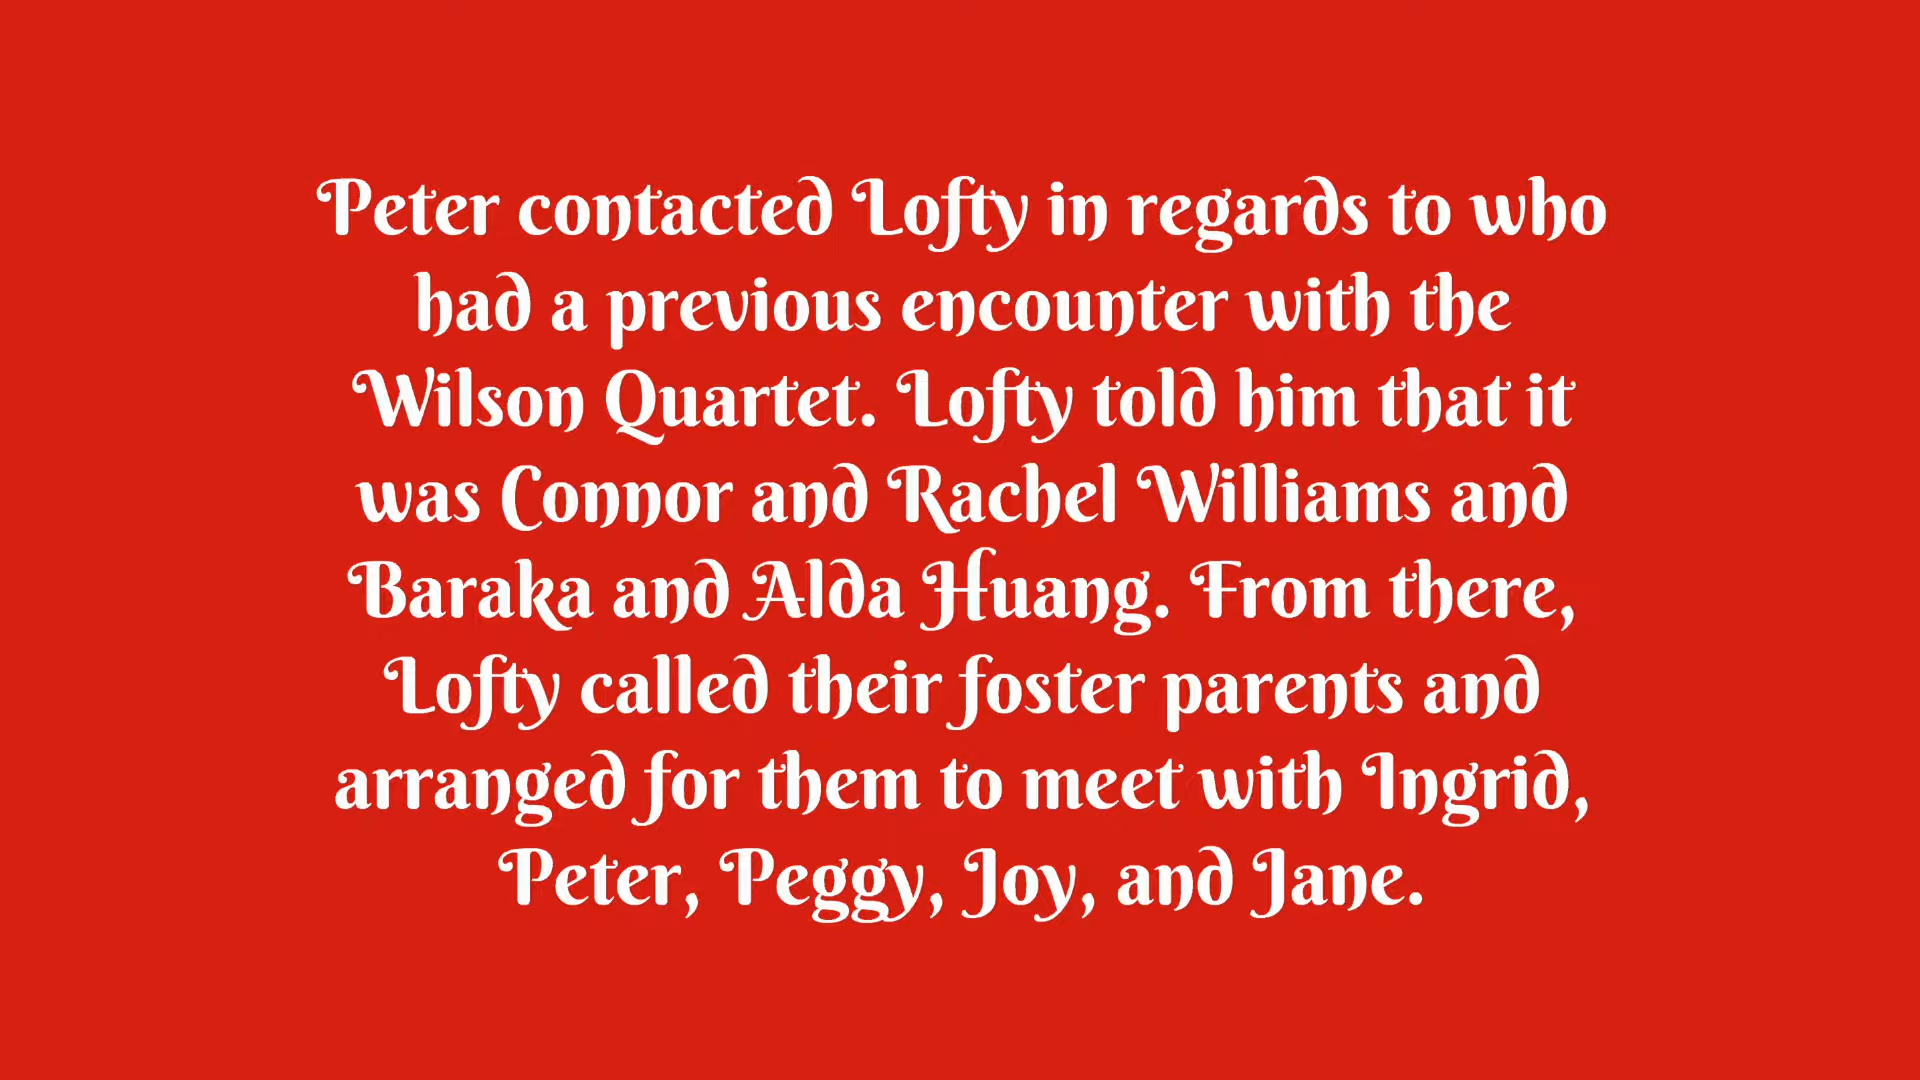 Peter contacted Lofty in regards to who
had a previous encounter with the
Wilson Quartet. Lofty told him that it
was Connor and Rachel Williams and
Baraka and Alda Huang. From there,
Lofty called their foster parents and
arranged for them to meet with Ingrid,
Peter, Peggy, Joy, and Jane.